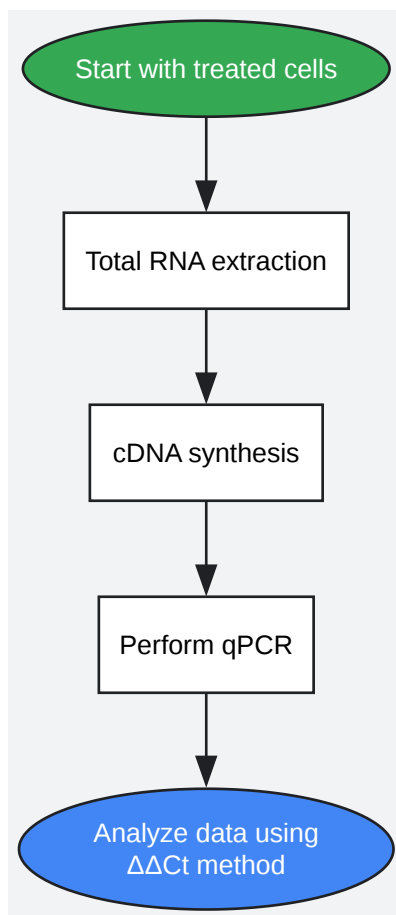 Start with treated cells
Total RNA extraction
cDNA synthesis
Perform qPCR
Analyze data using
ΔΔCt method